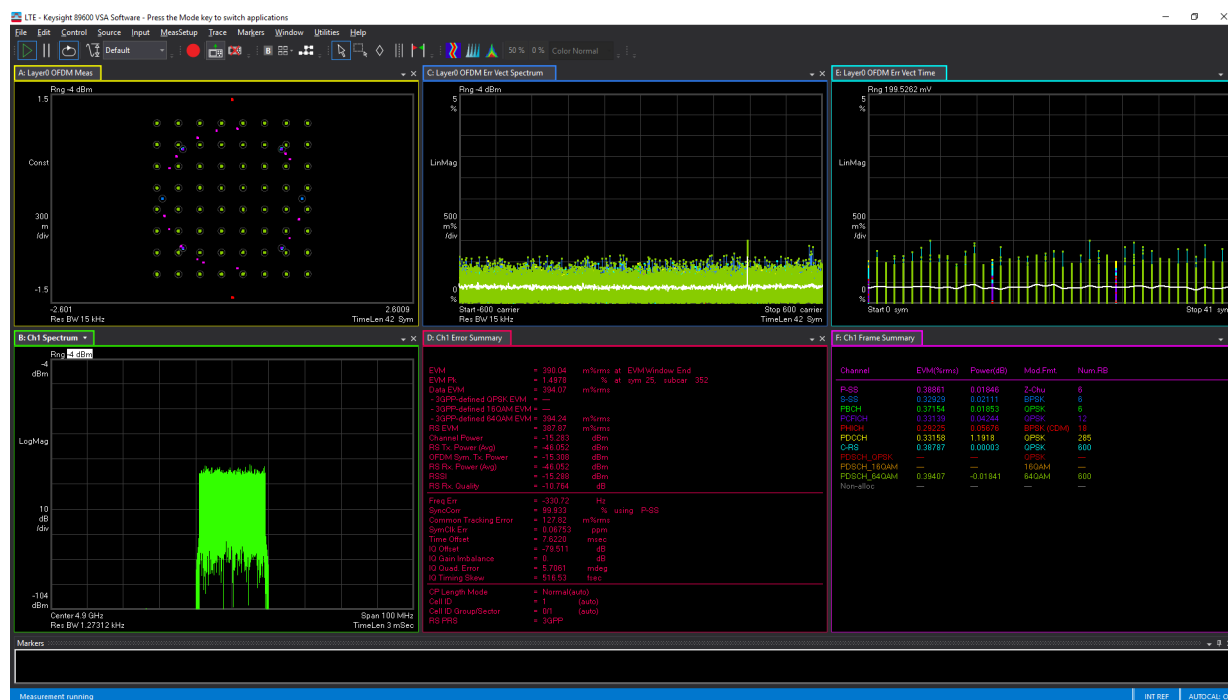 LTE - Keysight 89600 VSA Software - Press the Mode key to switch applications
File Edit Control Source Input MeasSetup Trace Markers Window Utilities Help
Default 50 % 0 % Color Normal
A: Layer0 OFDM Meas
Rng -4 dBm
1.5
Const
300
m
/div
-1.5
-2.601 2.6009
Res BW 15 kHz TimeLen 42 Sym
C: Layer0 OFDM Err Vect Spectrum
Rng -4 dBm
5
%
LinMag
500
m%
/div
0
%
Start -600 carrier Stop 600 carrier
Res BW 15 kHz TimeLen 42 Sym
E: Layer0 OFDM Err Vect Time
Rng 199.5262 mV
5
%
LinMag
500
m%
/div
0
%
Start 0 sym Stop 41 sym
B: Ch1 Spectrum
Rng -4 dBm
-4
dBm
LogMag
10
dB
/div
-104
dBm
Center 4.9 GHz Span 100 MHz
Res BW 1.27312 kHz TimeLen 3 mSec
D: Ch1 Error Summary
EVM = 390.04 m%rms at EVM Window End
EVM Pk = 1.4978 % at sym 25, subcar 352
Data EVM = 394.07 m%rms
- 3GPP-defined QPSK EVM = —
- 3GPP-defined 16QAM EVM = —
- 3GPP-defined 64QAM EVM = 394.24 m%rms
RS EVM = 387.87 m%rms
Channel Power = -15.283 dBm
RS Tx. Power (Avg) = -46.052 dBm
OFDM Sym. Tx. Power = -15.308 dBm
RS Rx. Power (Avg) = -46.052 dBm
RSSI = -15.288 dBm
RS Rx. Quality = -10.764 dB
Freq Err = -330.72 Hz
SyncCorr = 99.933 % using P-SS
Common Tracking Error = 127.62 m%rms
SymClk Err = 0.06753 ppm
Time Offset = 7.6220 msec
IQ Offset = -79.511 dB
IQ Gain Imbalance = 0 dB
IQ Quad. Error = 5.7061 mdeg
IQ Timing Skew = 516.53 fsec
CP Length Mode = Normal(auto)
Cell ID = 1 (auto)
Cell ID Group/Sector = 0/1 (auto)
RS PRS = 3GPP
F: Ch1 Frame Summary
Channel EVM(%rms) Power(dB) Mod.Fmt. Num.RB
P-SS 0.38861 0.01846 Z-Chu 6
S-SS 0.32929 0.02111 BPSK 6
PBCH 0.37154 0.01853 QPSK 6
PCFICH 0.33139 0.04244 QPSK 12
PHICH 0.29225 0.06676 BPSK (CDM) 18
PDCCH 0.33158 1.1918 QPSK 285
C-RS 0.38787 0.00003 QPSK 600
PDSCH_QPSK — — QPSK —
PDSCH_16QAM — — 16QAM —
PDSCH_64QAM 0.39407 -0.01841 64QAM 600
Non-alloc — — — —
Markers
Measurement running INT REF AUTOCAL: